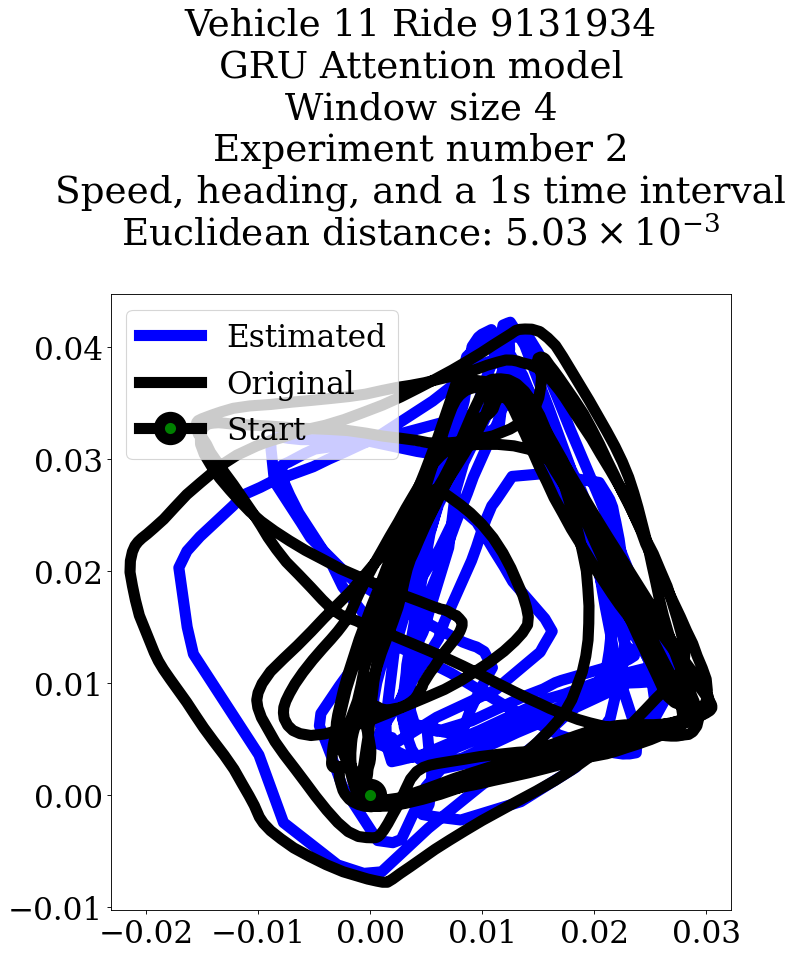 Vehicle 11 Ride 9131934
GRU Attention model
Window size 4
Experiment number 2
Speed, heading, and a 1s time interval
Euclidean distance: 5.03 × 10⁻³
Estimated
Original
Start
0.04
0.03
0.02
0.01
0.00
−0.01
−0.02 −0.01 0.00 0.01 0.02 0.03